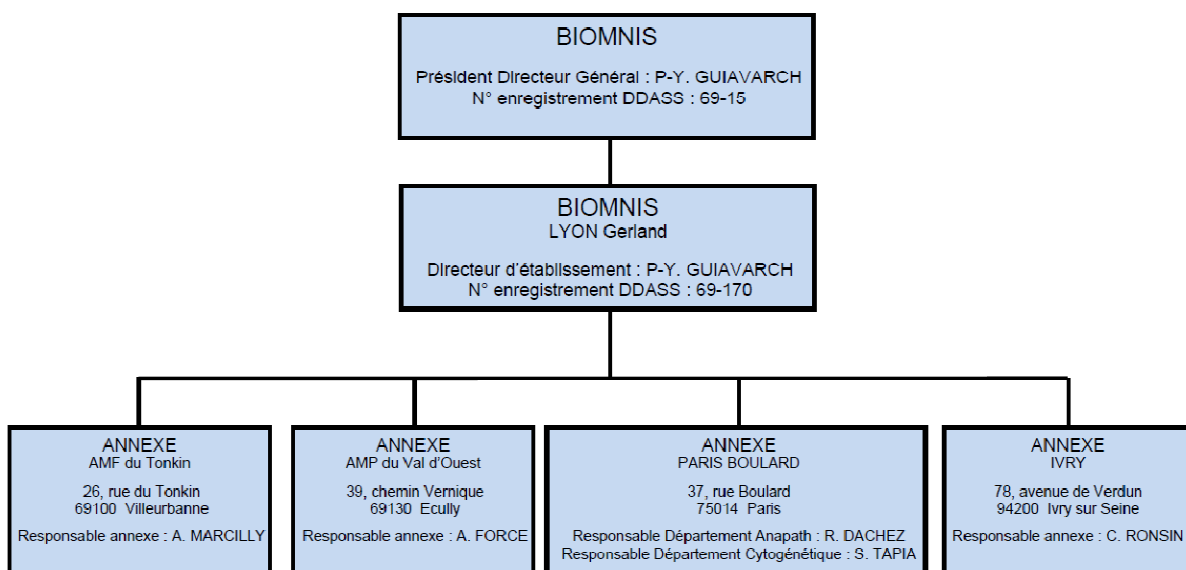 BIOMNIS
Président Directeur Général : P-Y. GUIAVARCH
N° enregistrement DDASS : 69-15
BIOMNIS
LYON Gerland
Directeur d'établissement : P-Y. GUIAVARCH
N° enregistrement DDASS : 69-170
ANNEXE
AMF du Tonkin
26, rue du Tonkin
69100 Villeurbanne
Responsable annexe : A. MARCILLY
ANNEXE
AMP du Val d'Ouest
39, chemin Vernique
69130 Ecully
Responsable annexe : A. FORCE
ANNEXE
PARIS BOULARD
37, rue Boulard
75014 Paris
Responsable Département Anapath : R. DACHEZ
Responsable Département Cytogénétique : S. TAPIA
ANNEXE
IVRY
78, avenue de Verdun
94200 Ivry sur Seine
Responsable annexe : C. RONSIN